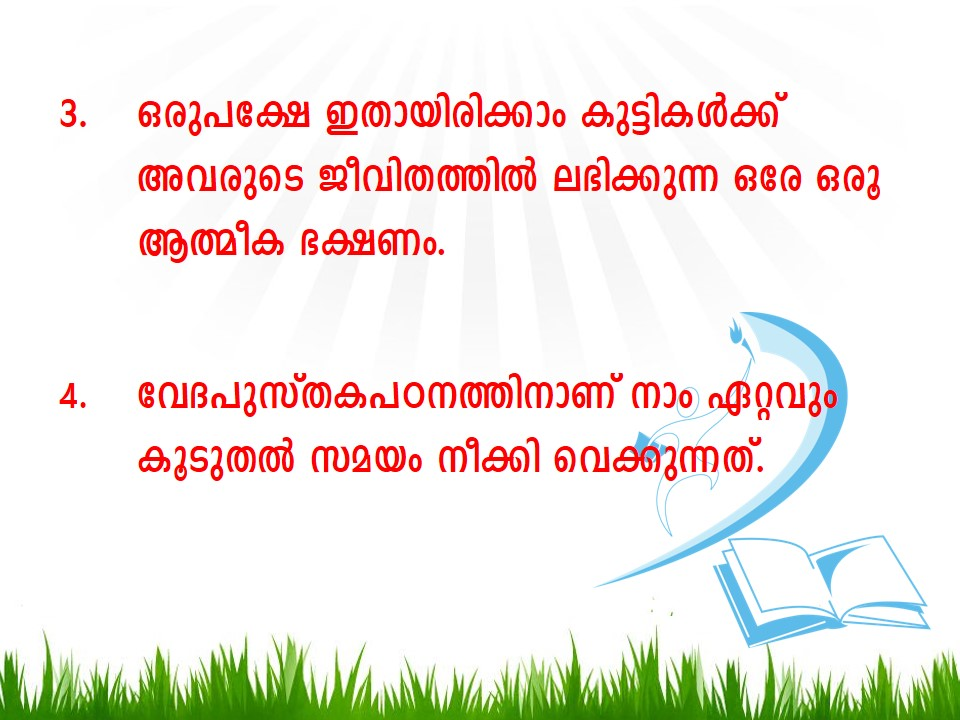 3. ഒരുപക്ഷേ ഇതായിരിക്കാം കുട്ടികൾക്ക്
അവരുടെ ജീവിതത്തിൽ ലഭിക്കുന്ന ഒരേ ഒരൂ
ആത്മീക ഭക്ഷണം.
4. വേദപുസ്തകപഠനത്തിനാണ് നാം ഏറ്റവും
കൂടുതൽ സമയം നീക്കി വെക്കുന്നത്.